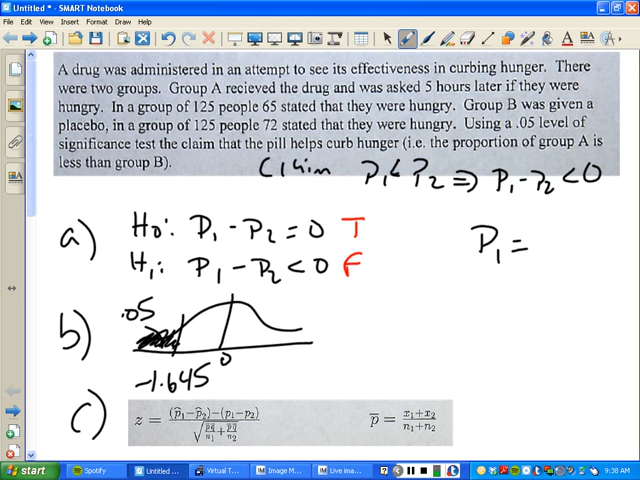 Untitled * - SMART Notebook
File Edit View Insert Format Draw Help
A drug was administered in an attempt to see its effectiveness in curbing hunger. There
were two groups. Group A recieved the drug and was asked 5 hours later if they were
hungry. In a group of 125 people 65 stated that they were hungry. Group B was given a
placebo, in a group of 125 people 72 stated that they were hungry. Using a .05 level of
significance test the claim that the pill helps curb hunger (i.e. the proportion of group A is
less than group B).
Claim P₁ < P₂ ⇒ P₁ - P₂ < 0
a) H0: P₁ - P₂ = 0 T
H₁: P₁ - P₂ < 0 F
P₁ =
.05
b)
-1.645 0
c) z = (p̂₁−p̂₂)−(p₁−p₂) / √(p̄q̄/n₁ + p̄q̄/n₂) p̄ = x₁+x₂ / n₁+n₂
start Spotify Untitled * ... Virtual T... Image M... Live ima... 9:38 AM